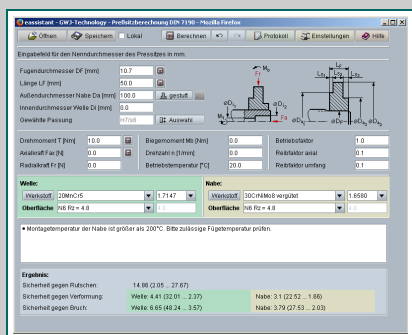 eassistant - GWJ-Technology - Preßsitzberechnung DIN 7190 - Mozilla Firefox
Öffnen Speichern Lokal Berechnen Protokoll Einstellungen Hilfe
Eingabefeld für den Nenndurchmesser des Pressitzes in mm.
Fugendurchmesser DF [mm] 10.7
Länge LF [mm] 50.0
Außendurchmesser Nabe Da [mm] 100.0 gestuft
Innendurchmesser Welle Di [mm] 0.0
Gewählte Passung H7/s6 Auswahl
Drehmoment T [Nm] 10.0 Biegemoment Mb [Nm] 0.0 Betriebsfaktor 1.0
Axialkraft Fax [N] 0.0 Drehzahl n [1/min] 0.0 Reibfaktor axial 0.1
Radialkraft Fr [N] 0.0 Betriebstemperatur [°C] 20.0 Reibfaktor umfang 0.1
Welle: Nabe:
Werkstoff 20MnCr5 1.7147 Werkstoff 30CrNiMo8 vergütet 1.6580
Oberfläche N6 Rz = 4.8 4.8 Oberfläche N6 Rz = 4.8 4.8
• Montagetemperatur der Nabe ist größer als 200°C. Bitte zulässige Fügetemperatur prüfen.
Ergebnis:
Sicherheit gegen Rutschen: 14.86 (2.05 ... 27.67)
Sicherheit gegen Verformung: Welle: 4.41 (32.01 ... 2.37) Nabe: 3.1 (22.52 ... 1.66)
Sicherheit gegen Bruch: Welle: 6.65 (48.24 ... 3.57) Nabe: 3.79 (27.53 ... 2.03)